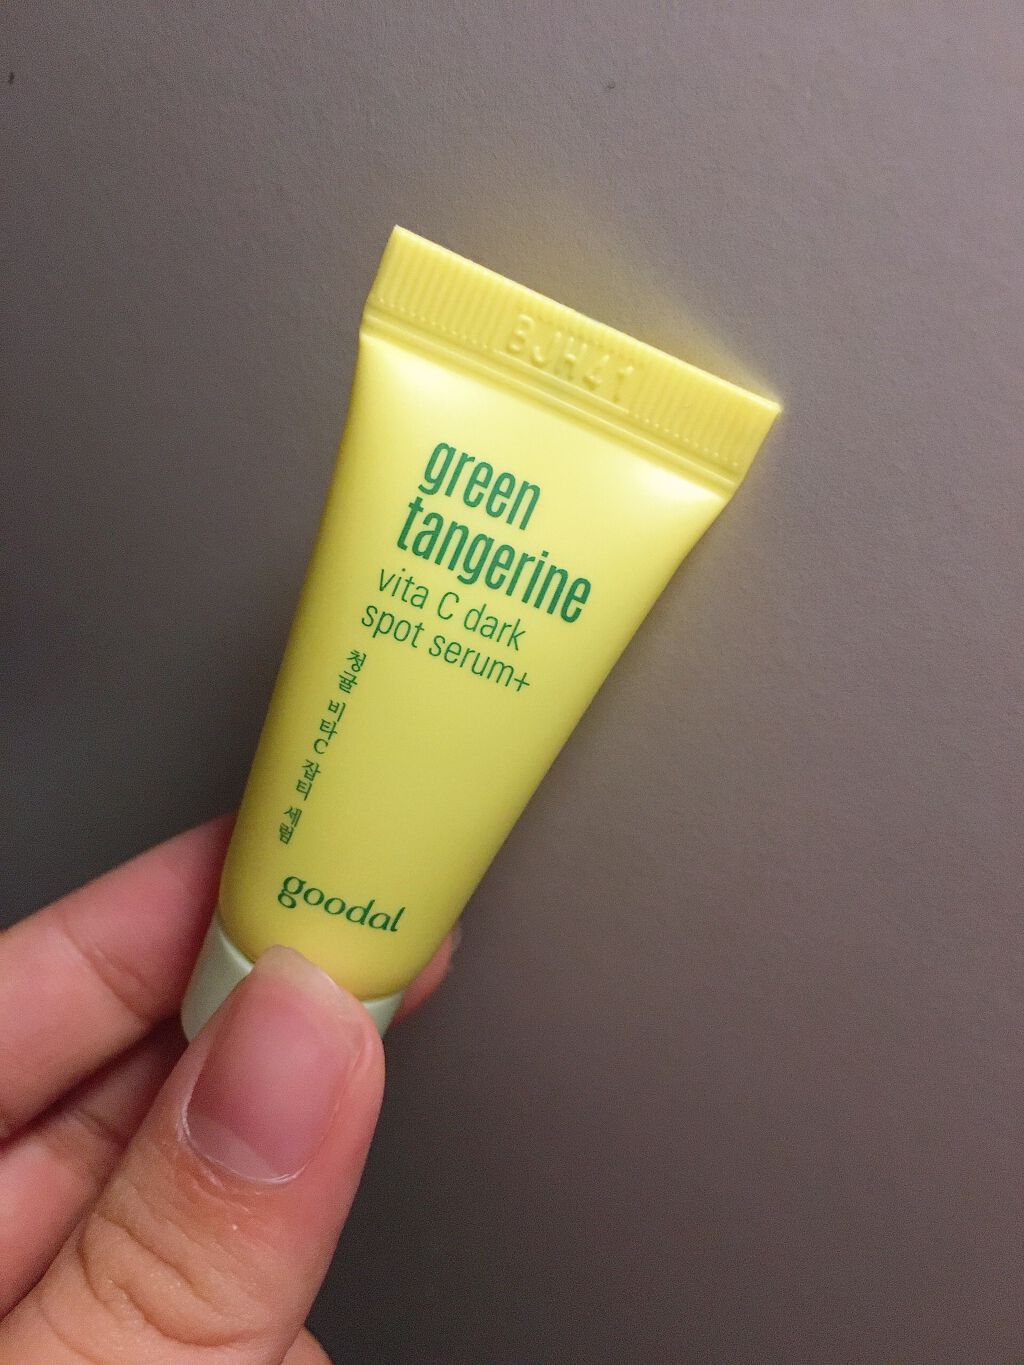 BJH41
green
tangerine
vita C dark
spot serum+
청귤 비타C 잡티 세럼
goodal